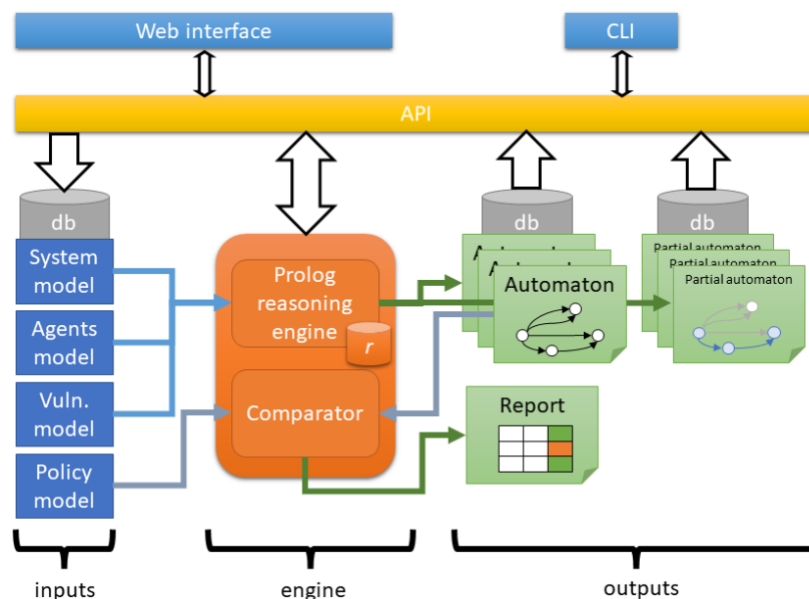 Web interface
CLI
API
db
db
db
System
model
Agents
model
Vuln.
model
Policy
model
Prolog
reasoning
engine
r
Comparator
Automaton
Partial automaton
Partial automaton
Partial automaton
Report
inputs
engine
outputs